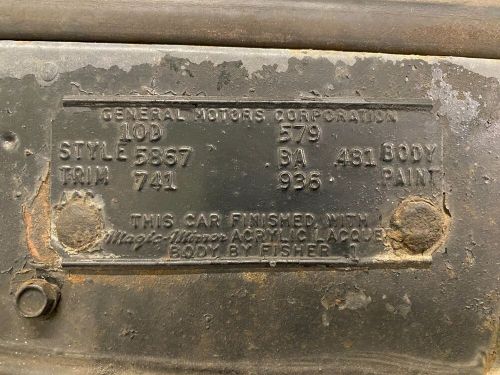 GENERAL MOTORS CORPORATION
10D 579
STYLE 5867 BA 481 BODY
TRIM 741 936 PAINT
THIS CAR FINISHED WITH
Magic-Mirror ACRYLIC LACQUER
BODY BY FISHER